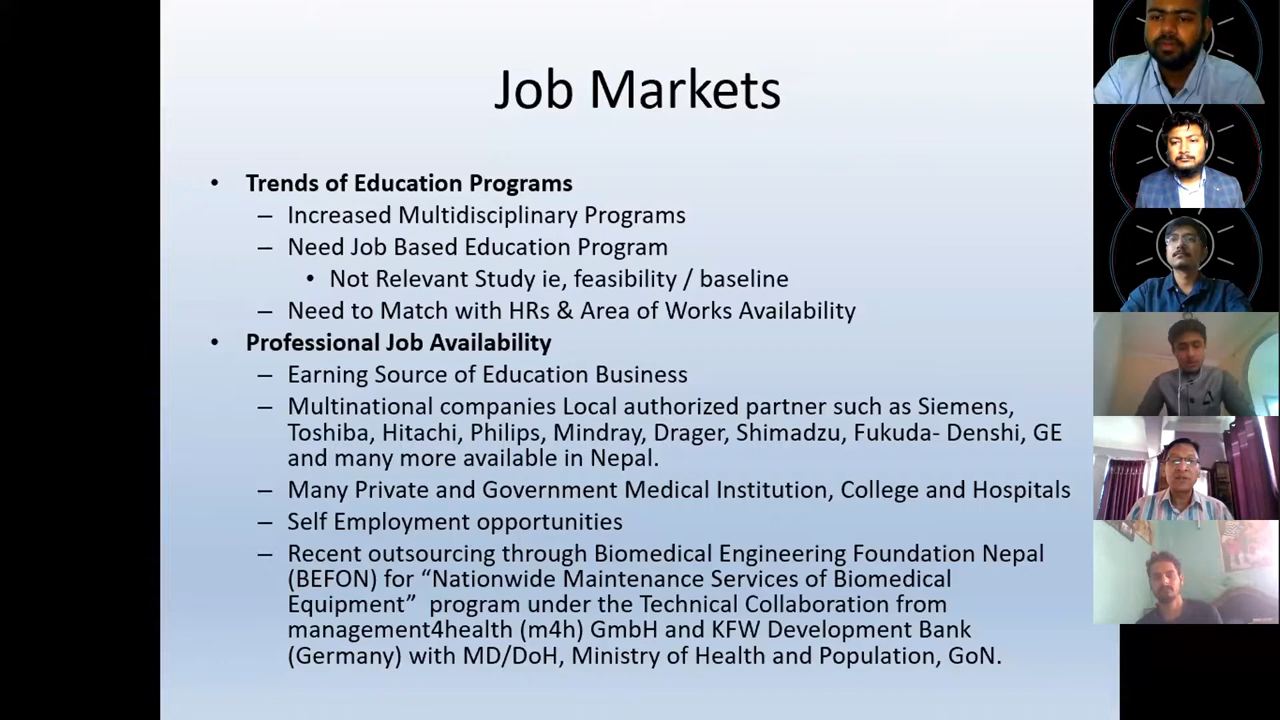 Job Markets
• Trends of Education Programs
– Increased Multidisciplinary Programs
– Need Job Based Education Program
• Not Relevant Study ie, feasibility / baseline
– Need to Match with HRs & Area of Works Availability
• Professional Job Availability
– Earning Source of Education Business
– Multinational companies Local authorized partner such as Siemens,
Toshiba, Hitachi, Philips, Mindray, Drager, Shimadzu, Fukuda- Denshi, GE
and many more available in Nepal.
– Many Private and Government Medical Institution, College and Hospitals
– Self Employment opportunities
– Recent outsourcing through Biomedical Engineering Foundation Nepal
(BEFON) for “Nationwide Maintenance Services of Biomedical
Equipment” program under the Technical Collaboration from
management4health (m4h) GmbH and KFW Development Bank
(Germany) with MD/DoH, Ministry of Health and Population, GoN.